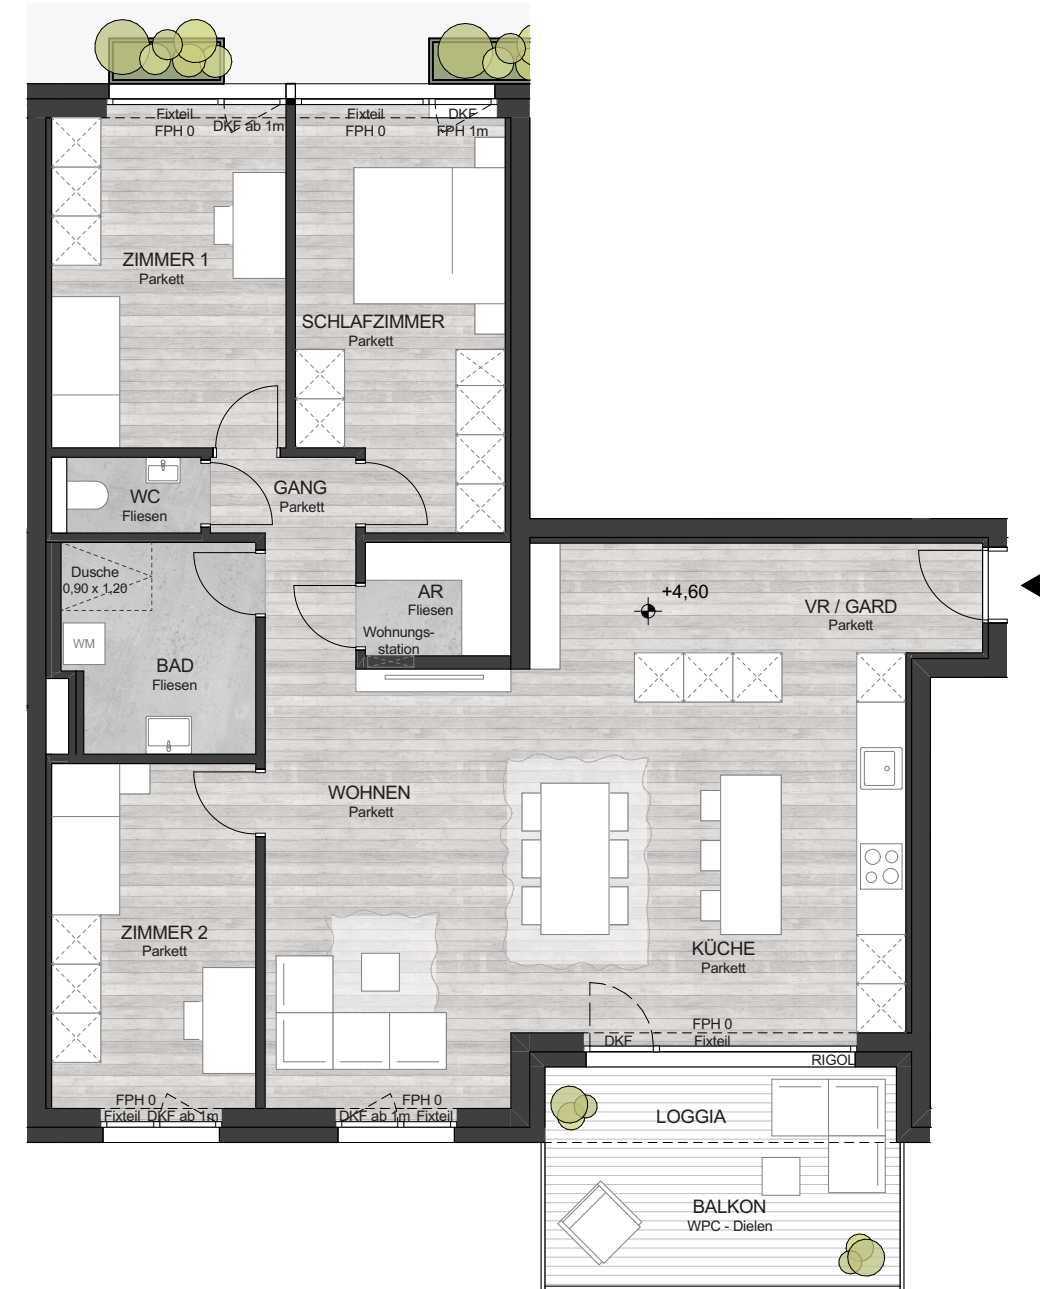 Fixteil
FPH 0
DKF ab 1m
Fixteil
FPH 0
DKF
FPH 1m
ZIMMER 1
Parkett
SCHLAFZIMMER
Parkett
WC
Fliesen
GANG
Parkett
Dusche
0,90 x 1,20
WM
BAD
Fliesen
AR
Fliesen
Wohnungs-
station
+4,60
VR / GARD
Parkett
WOHNEN
Parkett
ZIMMER 2
Parkett
KÜCHE
Parkett
FPH 0
DKF
Fixteil
RIGOL
FPH 0
Fixteil DKF ab 1m
FPH 0
DKF ab 1m Fixteil
LOGGIA
BALKON
WPC - Dielen